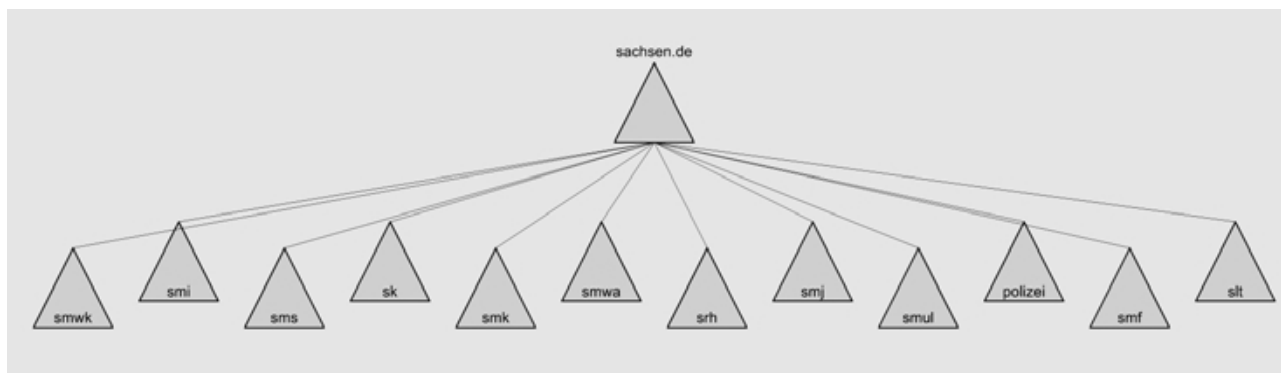 sachsen.de
smwk
smi
sms
sk
smk
smwa
srh
smj
smul
polizei
smf
slt